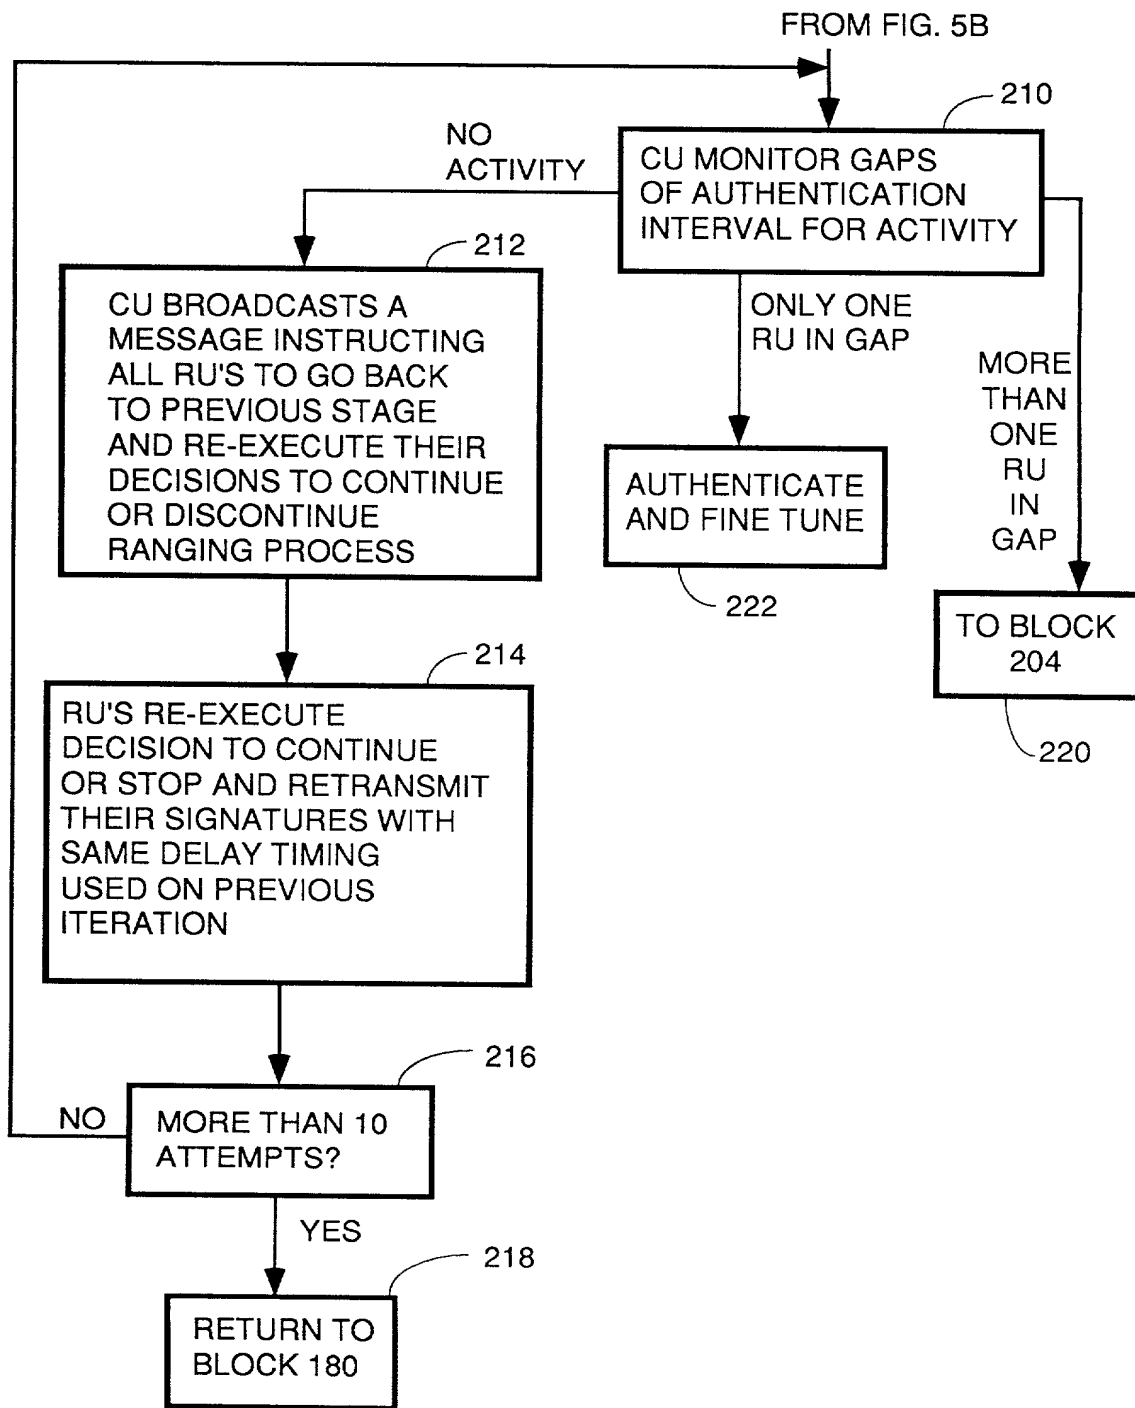 FROM FIG. 5B
210
CU MONITOR GAPS
OF AUTHENTICATION
INTERVAL FOR ACTIVITY
NO
ACTIVITY
212
CU BROADCASTS A
MESSAGE INSTRUCTING
ALL RU'S TO GO BACK
TO PREVIOUS STAGE
AND RE-EXECUTE THEIR
DECISIONS TO CONTINUE
OR DISCONTINUE
RANGING PROCESS
ONLY ONE
RU IN GAP
MORE
THAN
ONE
RU
IN
GAP
AUTHENTICATE
AND FINE TUNE
222
TO BLOCK
204
220
214
RU'S RE-EXECUTE
DECISION TO CONTINUE
OR STOP AND RETRANSMIT
THEIR SIGNATURES WITH
SAME DELAY TIMING
USED ON PREVIOUS
ITERATION
216
NO
MORE THAN 10
ATTEMPTS?
YES
218
RETURN TO
BLOCK 180